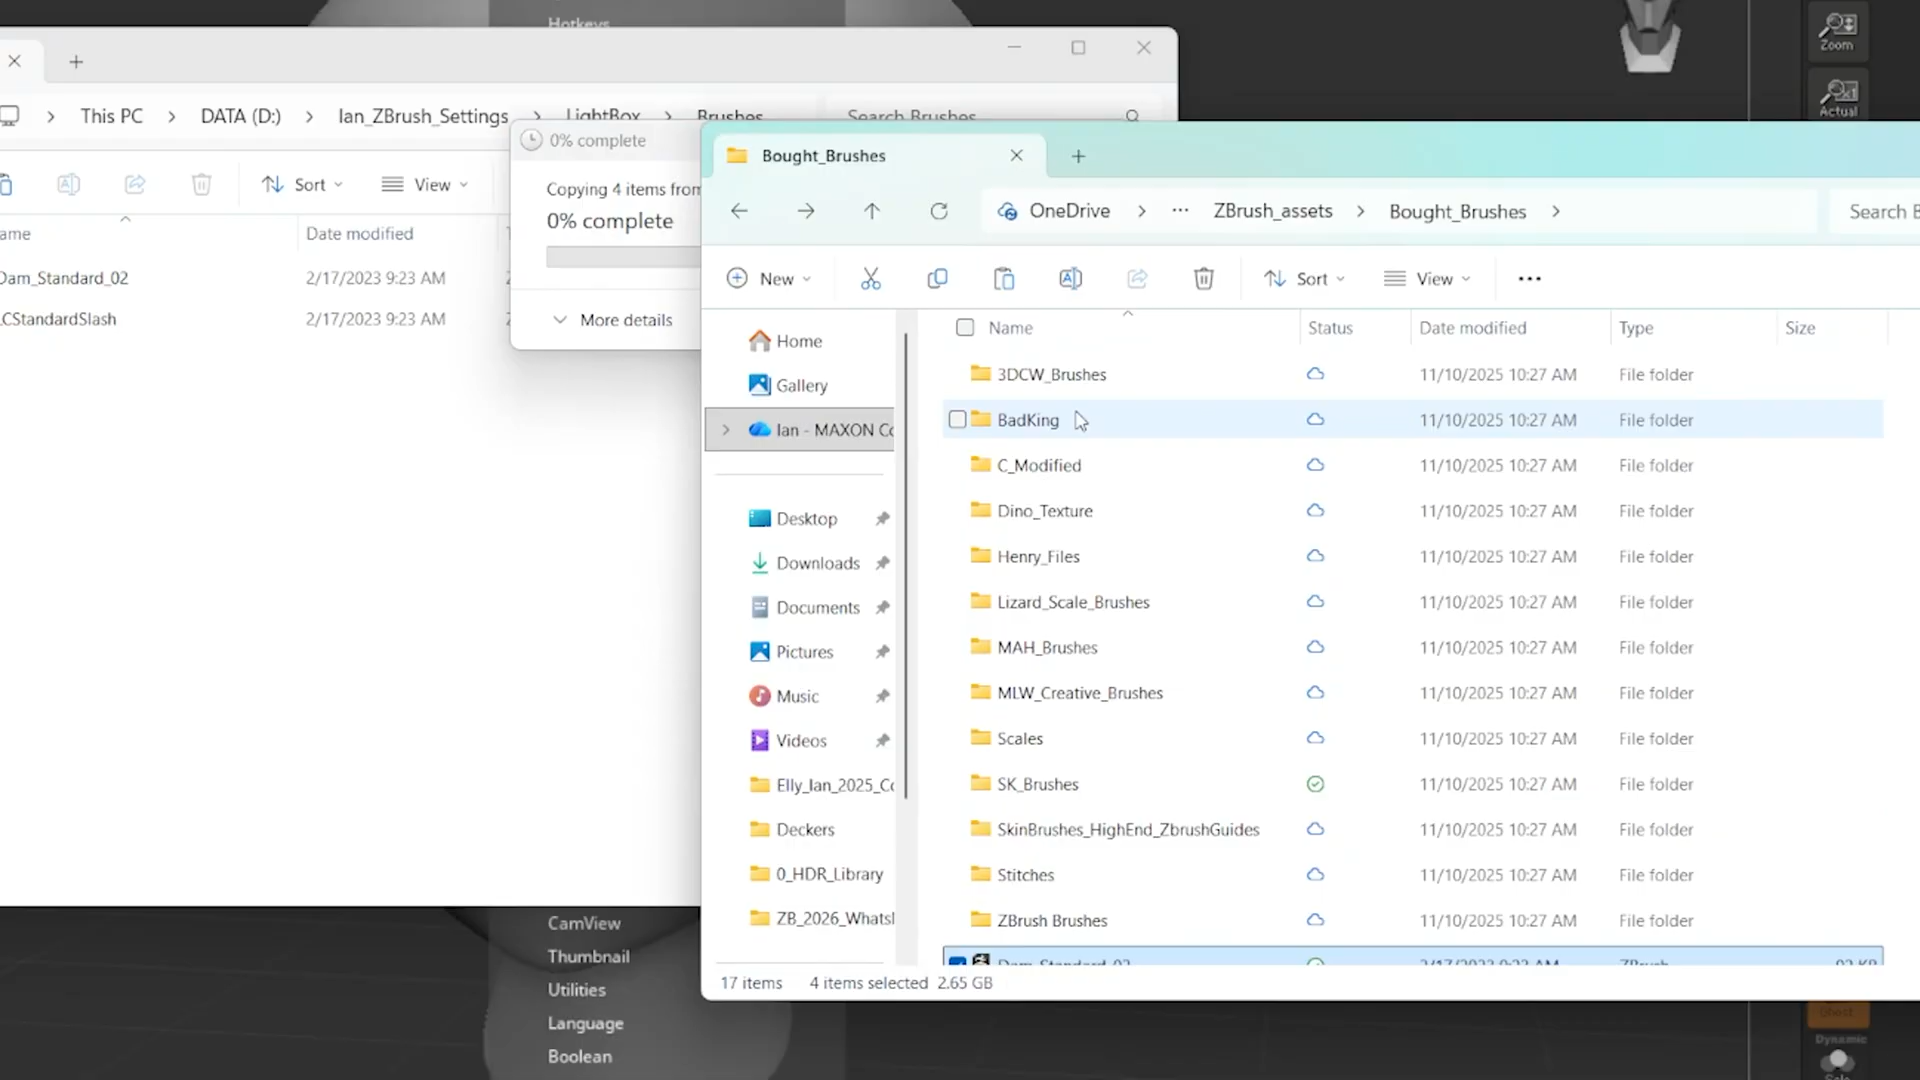 Hotkeys
Zoom
Actual
This PC
DATA (D:)
Ian_ZBrush_Settings
LightBox
Brushes
Search Brushes
Sort
View
ame
Date modified
Dam_Standard_02 2/17/2023 9:23 AM
CStandardSlash 2/17/2023 9:23 AM
0% complete
Copying 4 items from
0% complete
More details
Bought_Brushes
OneDrive
ZBrush_assets
Bought_Brushes
Search B
New
Sort
View
Name Status Date modified Type Size
3DCW_Brushes 11/10/2025 10:27 AM File folder
BadKing 11/10/2025 10:27 AM File folder
C_Modified 11/10/2025 10:27 AM File folder
Dino_Texture 11/10/2025 10:27 AM File folder
Henry_Files 11/10/2025 10:27 AM File folder
Lizard_Scale_Brushes 11/10/2025 10:27 AM File folder
MAH_Brushes 11/10/2025 10:27 AM File folder
MLW_Creative_Brushes 11/10/2025 10:27 AM File folder
Scales 11/10/2025 10:27 AM File folder
SK_Brushes 11/10/2025 10:27 AM File folder
SkinBrushes_HighEnd_ZbrushGuides 11/10/2025 10:27 AM File folder
Stitches 11/10/2025 10:27 AM File folder
ZBrush Brushes 11/10/2025 10:27 AM File folder
Dam_Standard_02 2/17/2023 9:23 AM ZBrush 92 KB
Home
Gallery
Ian - MAXON Co
Desktop
Downloads
Documents
Pictures
Music
Videos
Elly_Ian_2025_Co
Deckers
0_HDR_Library
ZB_2026_Whatsl
17 items 4 items selected 2.65 GB
CamView
Thumbnail
Utilities
Language
Boolean
Ghost
Dynamic
Solo